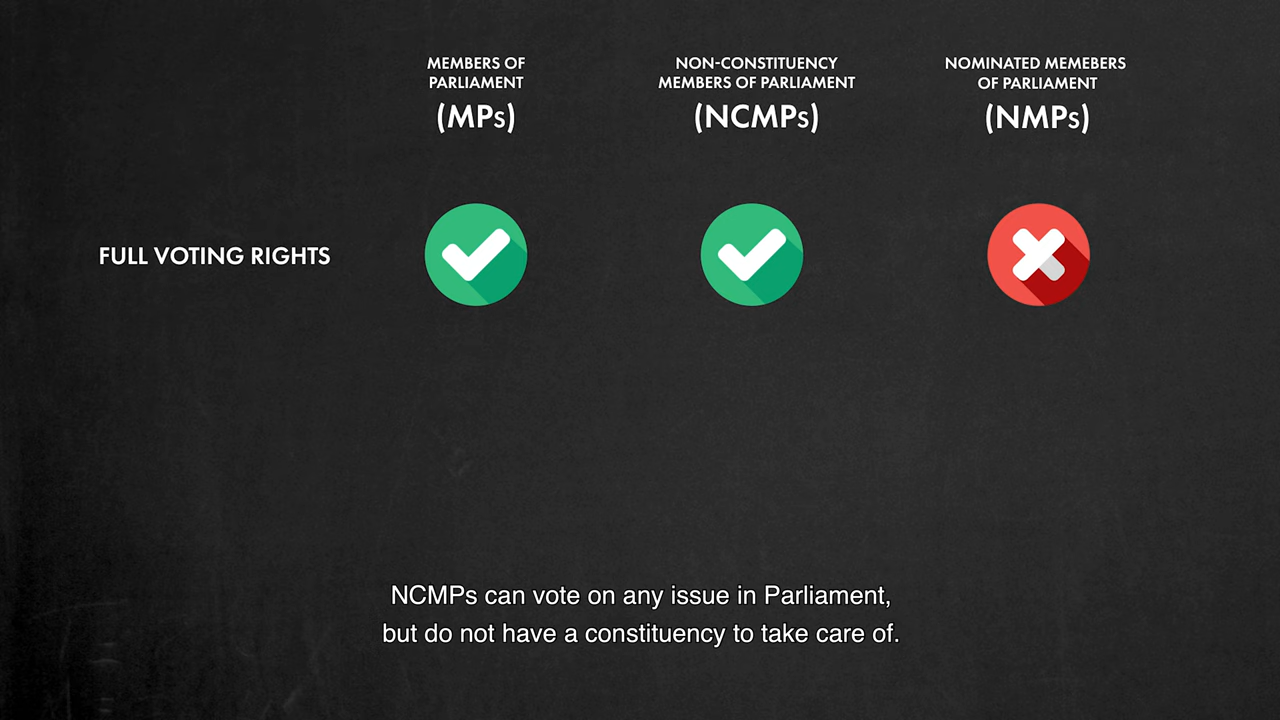 MEMBERS OF
PARLIAMENT
(MPs)
NON-CONSTITUENCY
MEMBERS OF PARLIAMENT
(NCMPs)
NOMINATED MEMEBERS
OF PARLIAMENT
(NMPs)
FULL VOTING RIGHTS
NCMPs can vote on any issue in Parliament,
but do not have a constituency to take care of.